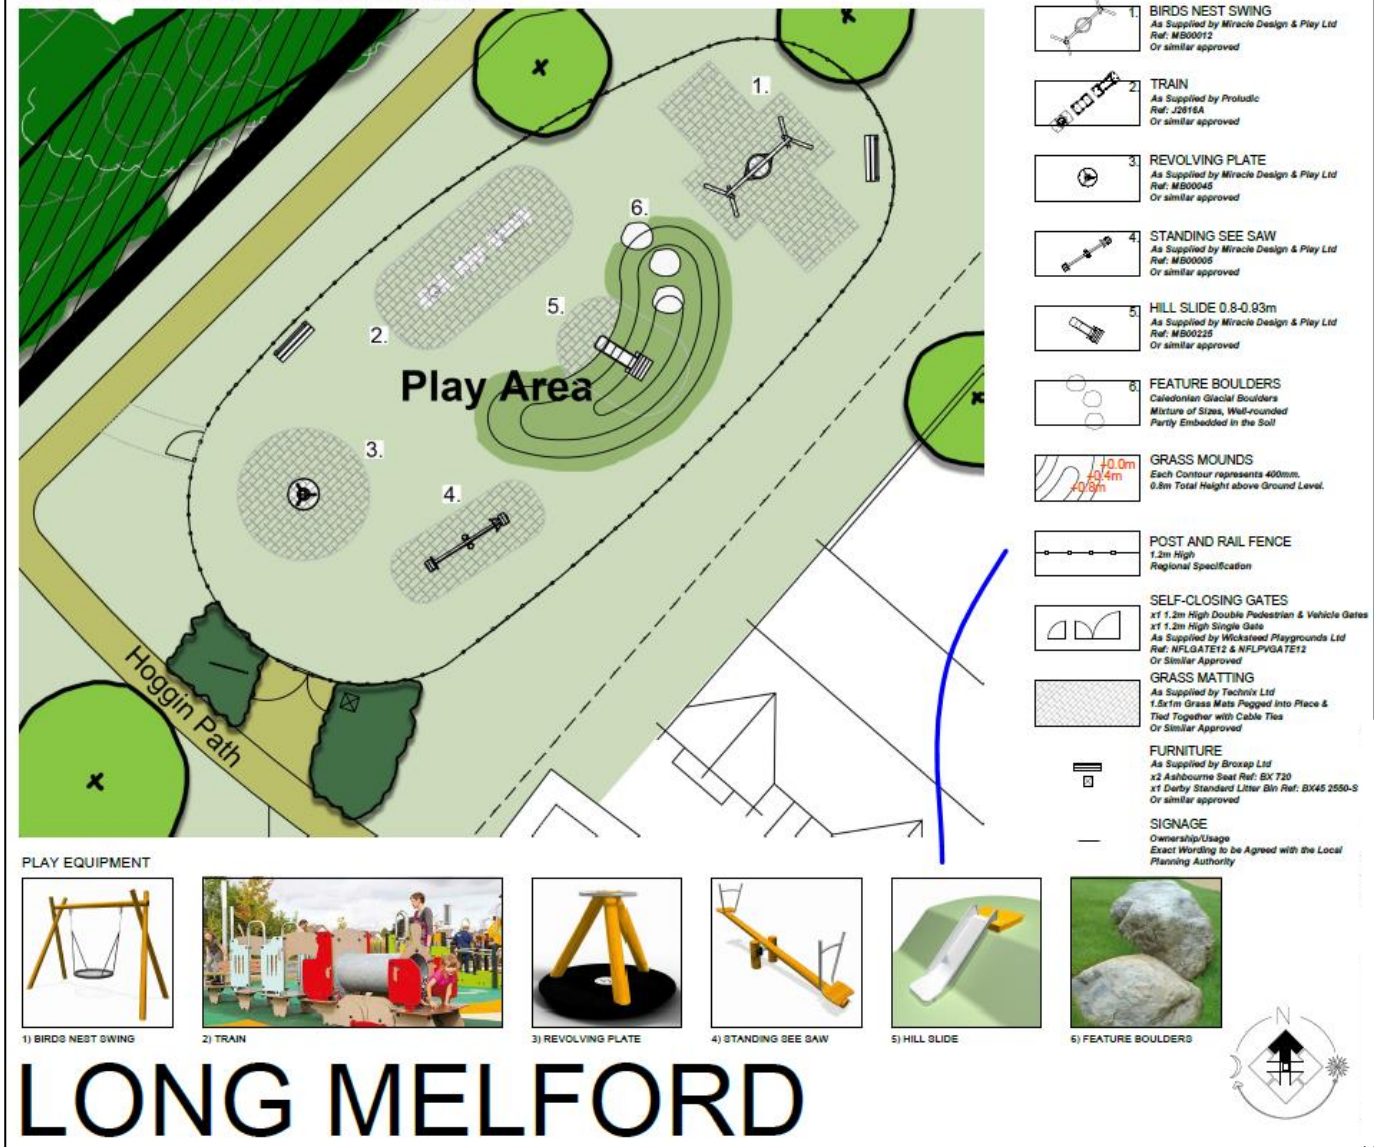 1.
2.
3.
4.
5.
6.
Play Area
Hoggin Path
1. BIRDS NEST SWING
As Supplied by Miracle Design & Play Ltd
Ref: MB00012
Or similar approved
2. TRAIN
As Supplied by Proludic
Ref: J2616A
Or similar approved
3. REVOLVING PLATE
As Supplied by Miracle Design & Play Ltd
Ref: MB00045
Or similar approved
4. STANDING SEE SAW
As Supplied by Miracle Design & Play Ltd
Ref: MB00005
Or similar approved
5. HILL SLIDE 0.8-0.93m
As Supplied by Miracle Design & Play Ltd
Ref: MB00225
Or similar approved
6. FEATURE BOULDERS
Caledonian Glacial Boulders
Mixture of Sizes, Well-rounded
Partly Embedded in the Soil
GRASS MOUNDS
+0.0m
+0.4m
+0.8m
Each Contour represents 400mm.
0.8m Total Height above Ground Level.
POST AND RAIL FENCE
1.2m High
Regional Specification
SELF-CLOSING GATES
x1 1.2m High Double Pedestrian & Vehicle Gates
x1 1.2m High Single Gate
As Supplied by Wicksteed Playgrounds Ltd
Ref: NFLGATE12 & NFLPVGATE12
Or Similar Approved
GRASS MATTING
As Supplied by Technix Ltd
1.5x1m Grass Mats Pegged into Place &
Tied Together with Cable Ties
Or Similar Approved
FURNITURE
As Supplied by Broxap Ltd
x2 Ashbourne Seat Ref: BX 720
x1 Derby Standard Litter Bin Ref: BX45 2550-S
Or similar approved
SIGNAGE
Ownership/Usage
Exact Wording to be Agreed with the Local
Planning Authority
PLAY EQUIPMENT
1) BIRDS NEST SWING
2) TRAIN
3) REVOLVING PLATE
4) STANDING SEE SAW
5) HILL SLIDE
6) FEATURE BOULDERS
N
LONG MELFORD